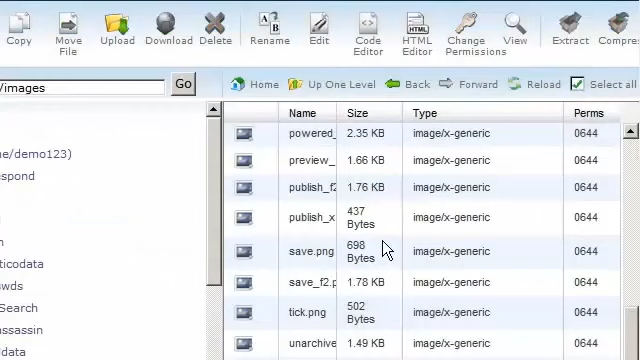 Copy Move File Upload Download Delete Rename Edit Code Editor HTML Editor Change Permissions View Extract Compres
/images Go Home Up One Level Back Forward Reload Select all
Name Size Type Perms
powered_ 2.35 KB image/x-generic 0644
e/demo123)
preview_ 1.66 KB image/x-generic 0644
spond
publish_f2 1.76 KB image/x-generic 0644
publish_x 437 Bytes image/x-generic 0644
n
save.png 698 Bytes image/x-generic 0644
ticodata
save_f2.p 1.78 KB image/x-generic 0644
swds
Search
tick.png 502 Bytes image/x-generic 0644
assassin
unarchive 1.49 KB image/x-generic 0644
/data